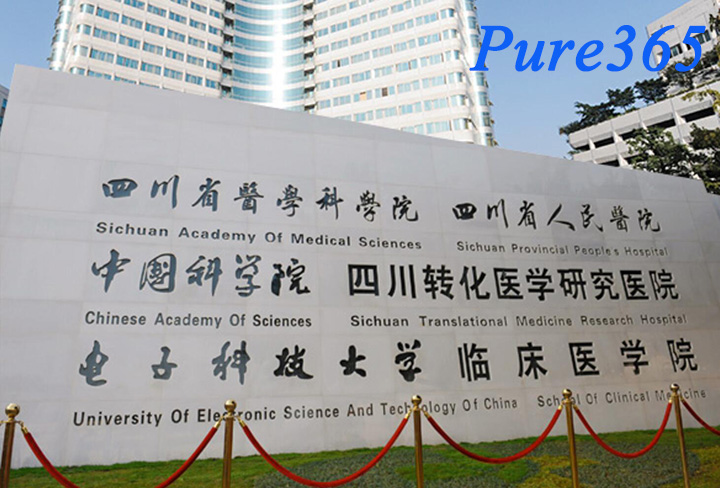 Pure365
四川省醫學科學院 四川省人民醫院
Sichuan Academy Of Medical Sciences Sichuan Provincial People's Hospital
中國科学院 四川转化医学研究医院
Chinese Academy Of Sciences Sichuan Translational Medicine Research Hospital
电子科技大学 临床医学院
University Of Electronic Science And Technology Of China School Of Clinical Medicine